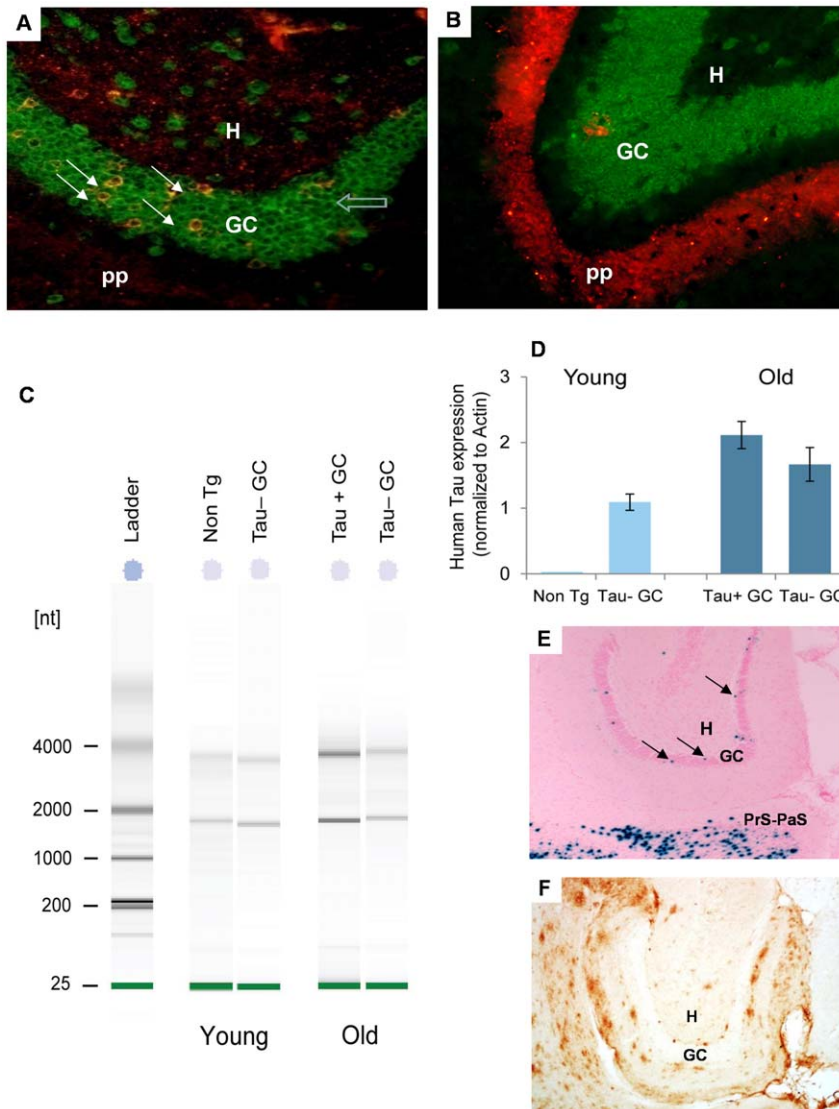 A
H
GC
pp
B
H
GC
pp
C
Ladder
Non Tg
Tau– GC
Tau + GC
Tau– GC
[nt]
4000
2000
1000
200
25
Young
Old
D
Young
Old
Human Tau expression
(normalized to Actin)
3
2
1
0
Non Tg
Tau- GC
Tau+ GC
Tau- GC
E
H
GC
PrS-PaS
F
H
GC